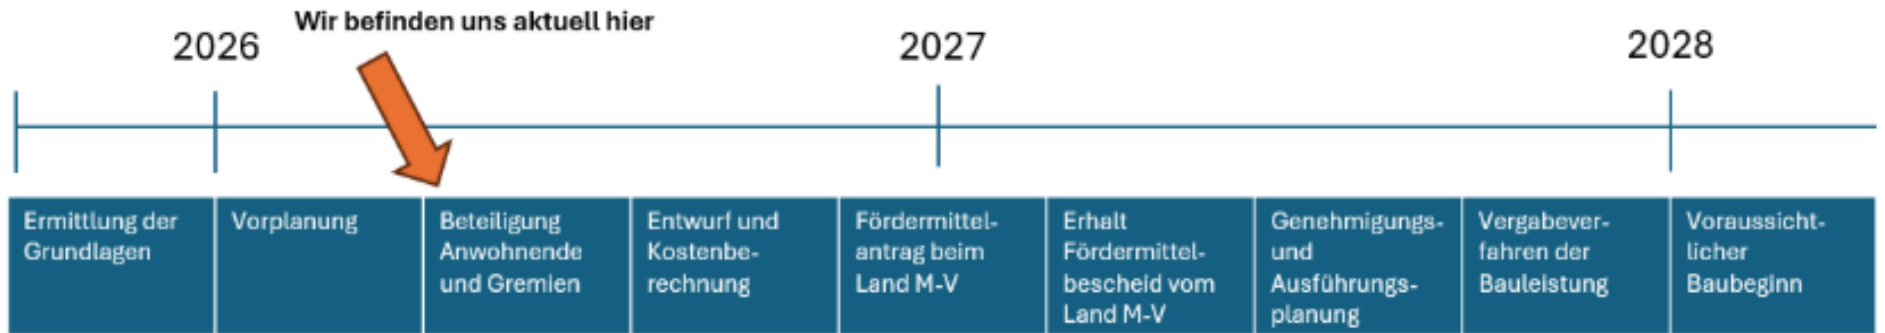 Wir befinden uns aktuell hier
2026
2027
2028
Ermittlung der
Grundlagen
Vorplanung
Beteiligung
Anwohnende
und Gremien
Entwurf und
Kostenbe-
rechnung
Fördermittel-
antrag beim
Land M-V
Erhalt
Fördermittel-
bescheid vom
Land M-V
Genehmigungs-
und
Ausführungs-
planung
Vergabever-
fahren der
Bauleistung
Voraussicht-
licher
Baubeginn